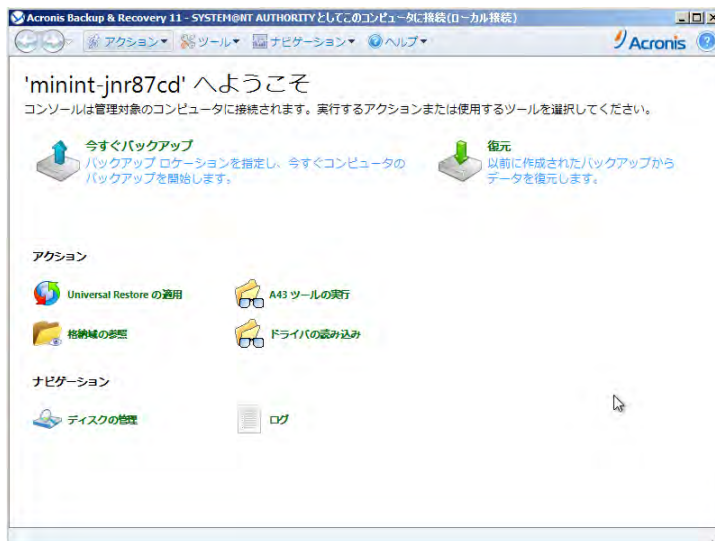 Acronis Backup & Recovery 11 - SYSTEM@NT AUTHORITYとしてこのコンピュータに接続(ローカル接続)
アクション▼ ツール▼ ナビゲーション▼ ヘルプ▼ Acronis
'minint-jnr87cd' へようこそ
コンソールは管理対象のコンピュータに接続されます。実行するアクションまたは使用するツールを選択してください。
今すぐバックアップ
バックアップ ロケーションを指定し、今すぐコンピュータの
バックアップを開始します。
復元
以前に作成されたバックアップから
データを復元します。
アクション
Universal Restore の適用
A43 ツールの実行
格納域の参照
ドライバの読み込み
ナビゲーション
ディスクの管理
ログ